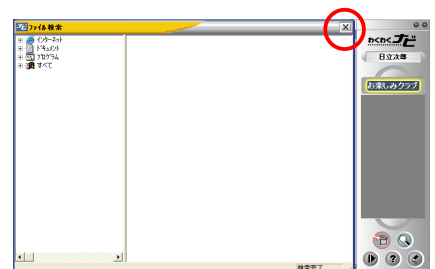 ファイル検索
インターネット
ドキュメント
プログラム
すべて
検索完了
わくわくナビ
日立次郎
お楽しみクラブ